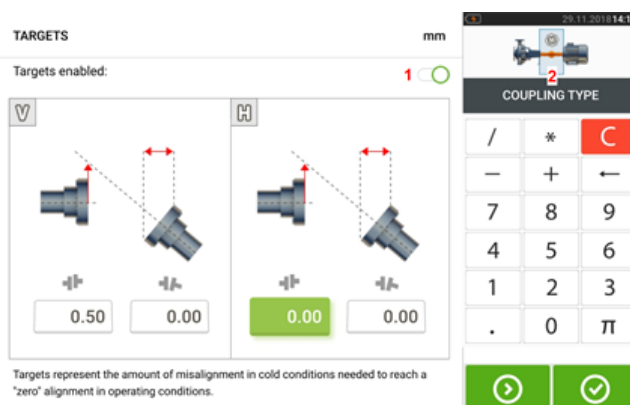 TARGETS
mm
Targets enabled:
1
V
H
0.50
0.00
0.00
0.00
Targets represent the amount of misalignment in cold conditions needed to reach a
"zero" alignment in operating conditions.
29.11.2018
2
COUPLING TYPE
/ * C
− + ←
7 8 9
4 5 6
1 2 3
. 0 π